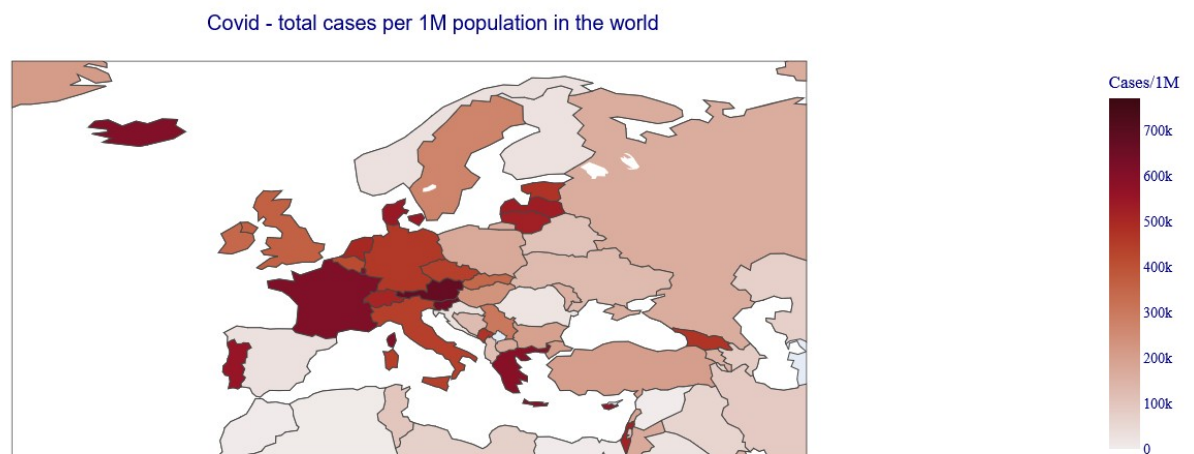 Covid - total cases per 1M population in the world
Cases/1M
700k
600k
500k
400k
300k
200k
100k
0